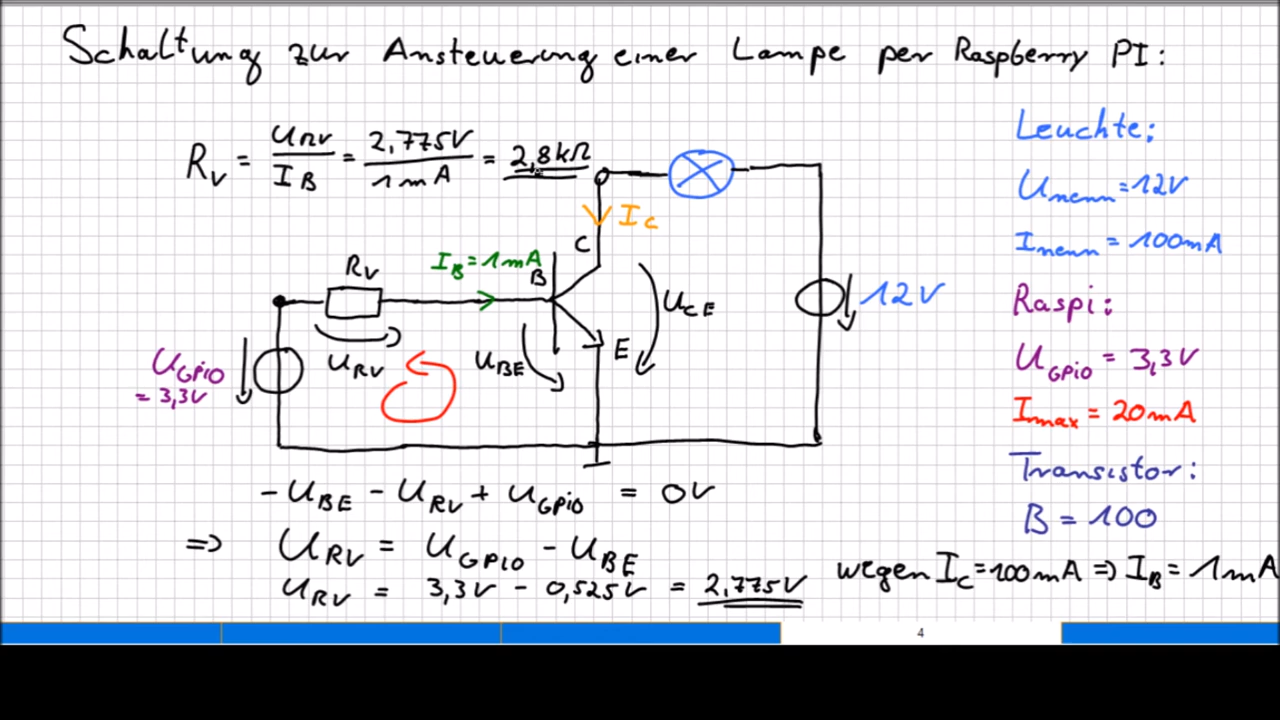 Schaltung zur Ansteuerung einer Lampe per Raspberry PI:
R_V = U_RV / I_B = 2,775V / 1mA = 2,8kΩ
Leuchte:
U_nenn = 12V
I_nenn = 100mA
Raspi:
U_GPIO = 3,3V
I_max = 20mA
Transistor:
B = 100
I_C
C
I_B = 1mA
B
R_V
U_CE
12V
E
U_BE
U_RV
U_GPIO
= 3,3V
- U_BE - U_RV + U_GPIO = 0V
=> U_RV = U_GPIO - U_BE
U_RV = 3,3V - 0,525V = 2,775V
wegen I_C = 100mA => I_B = 1mA
4